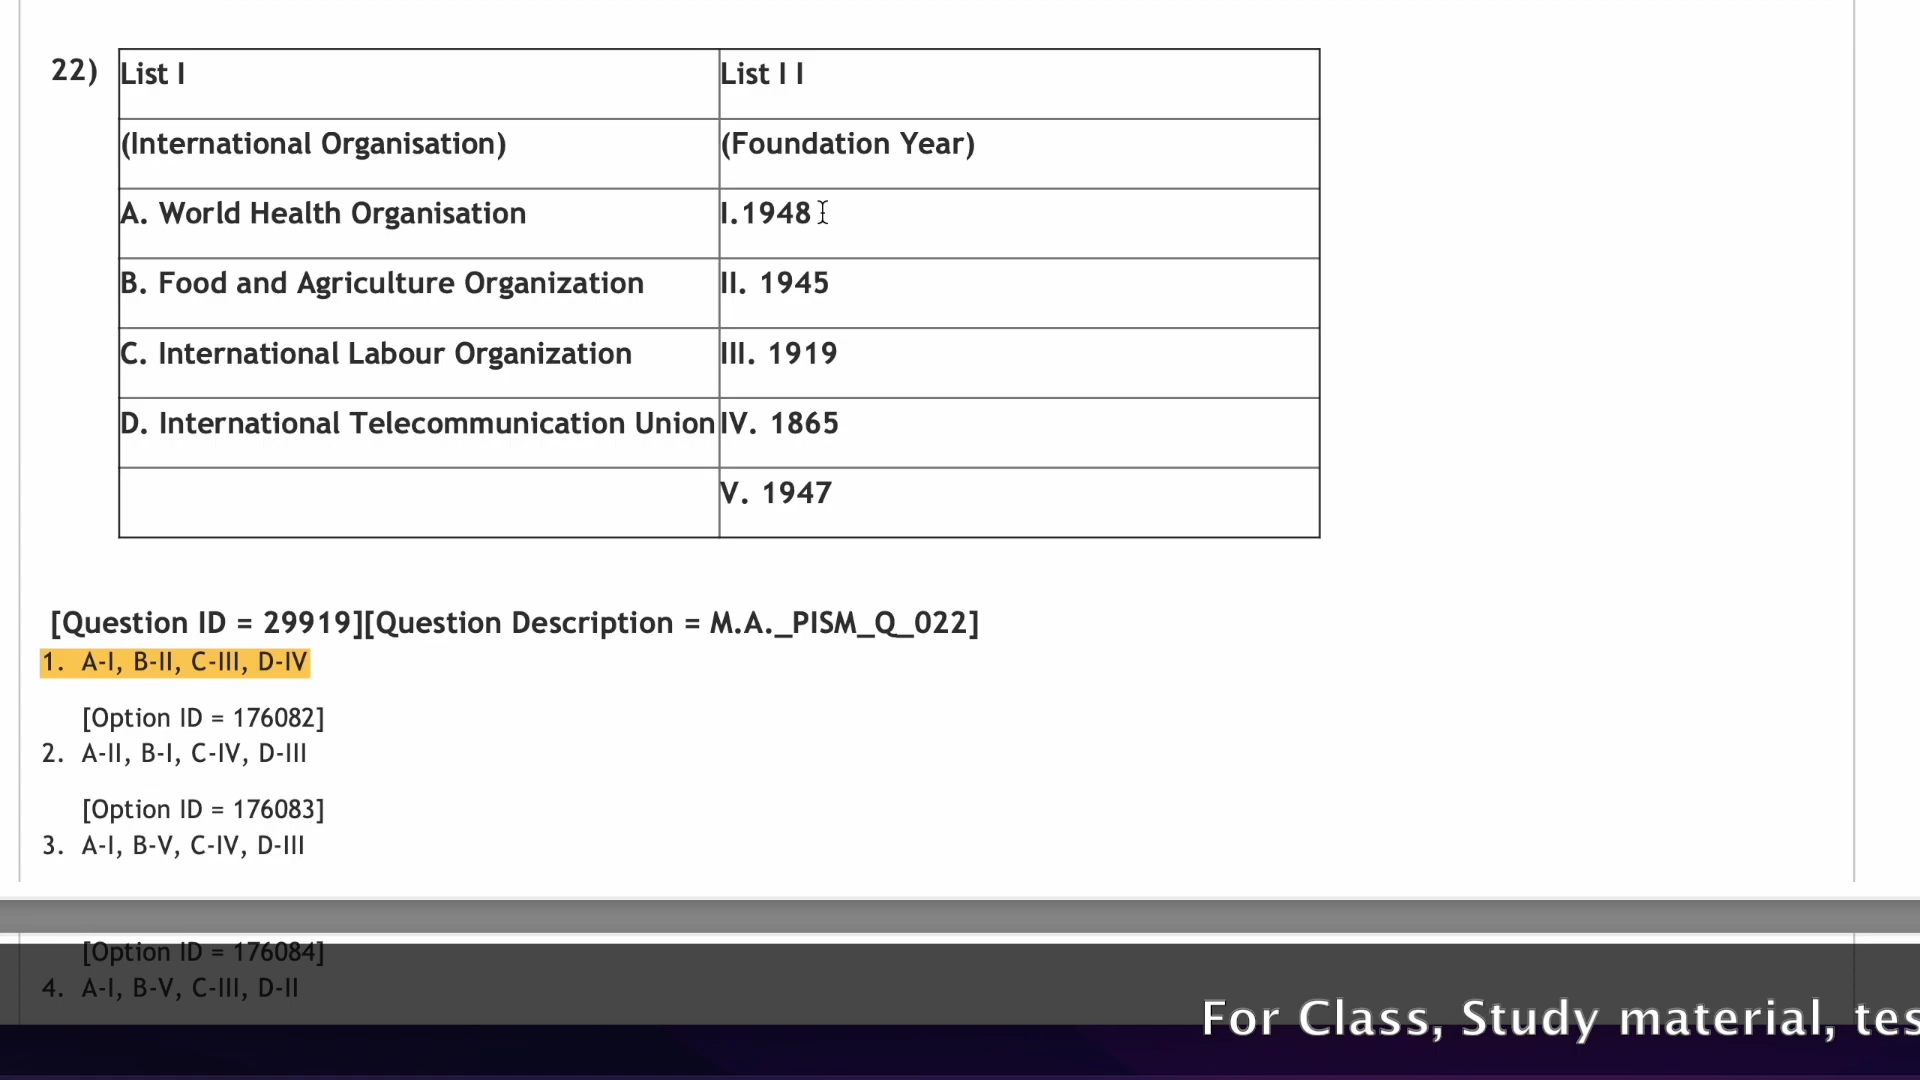 22) List I List I I
(International Organisation) (Foundation Year)
A. World Health Organisation I.1948
B. Food and Agriculture Organization II. 1945
C. International Labour Organization III. 1919
D. International Telecommunication Union IV. 1865
V. 1947
[Question ID = 29919][Question Description = M.A._PISM_Q_022]
1. A-I, B-II, C-III, D-IV
[Option ID = 176082]
2. A-II, B-I, C-IV, D-III
[Option ID = 176083]
3. A-I, B-V, C-IV, D-III
[Option ID = 176084]
4. A-I, B-V, C-III, D-II
For Class, Study material, tes